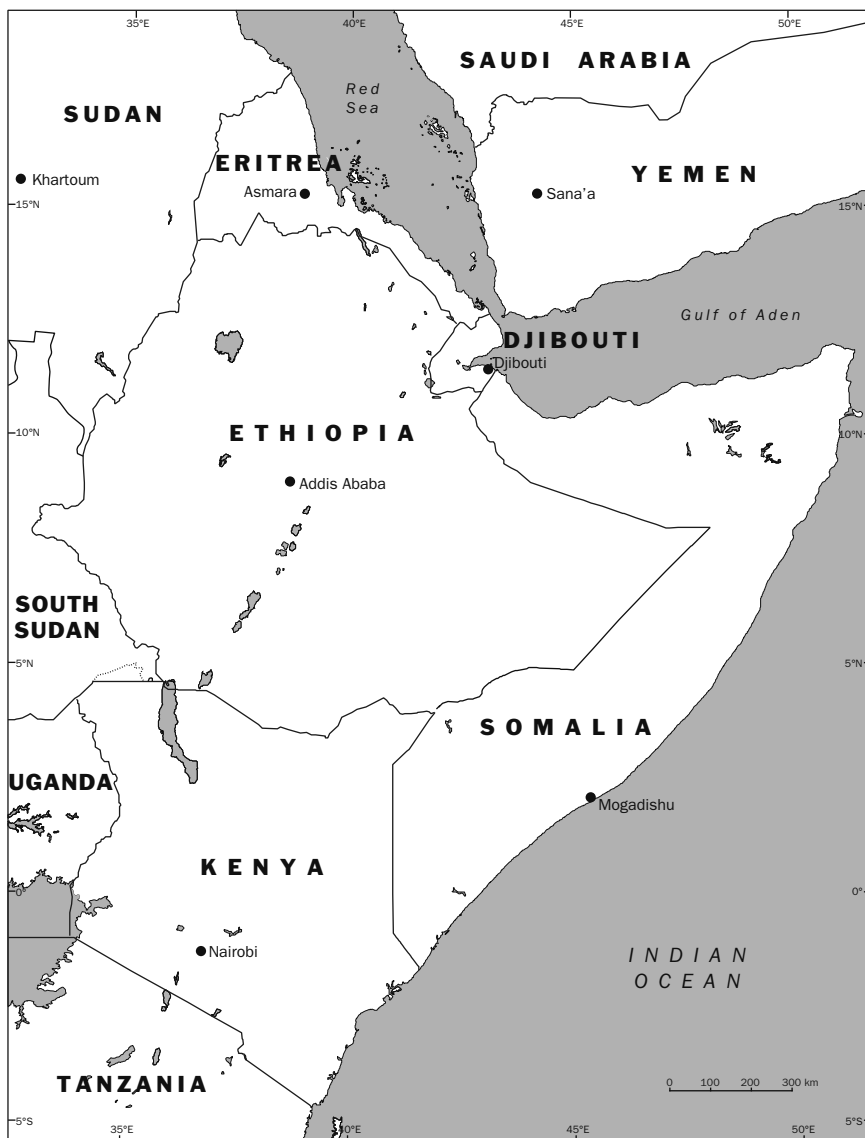 35°E 40°E 45°E 50°E
SAUDI ARABIA
Red
Sea
SUDAN
ERITREA
YEMEN
Khartoum
Asmara
Sana'a
15°N
15°N
Gulf of Aden
DJIBOUTI
Djibouti
10°N
ETHIOPIA
10°N
Addis Ababa
SOUTH
SUDAN
5°N
5°N
SOMALIA
UGANDA
Mogadishu
KENYA
0°
0°
Nairobi
INDIAN
OCEAN
TANZANIA
0 100 200 300 km
5°S
5°S
35°E 40°E 45°E 50°E